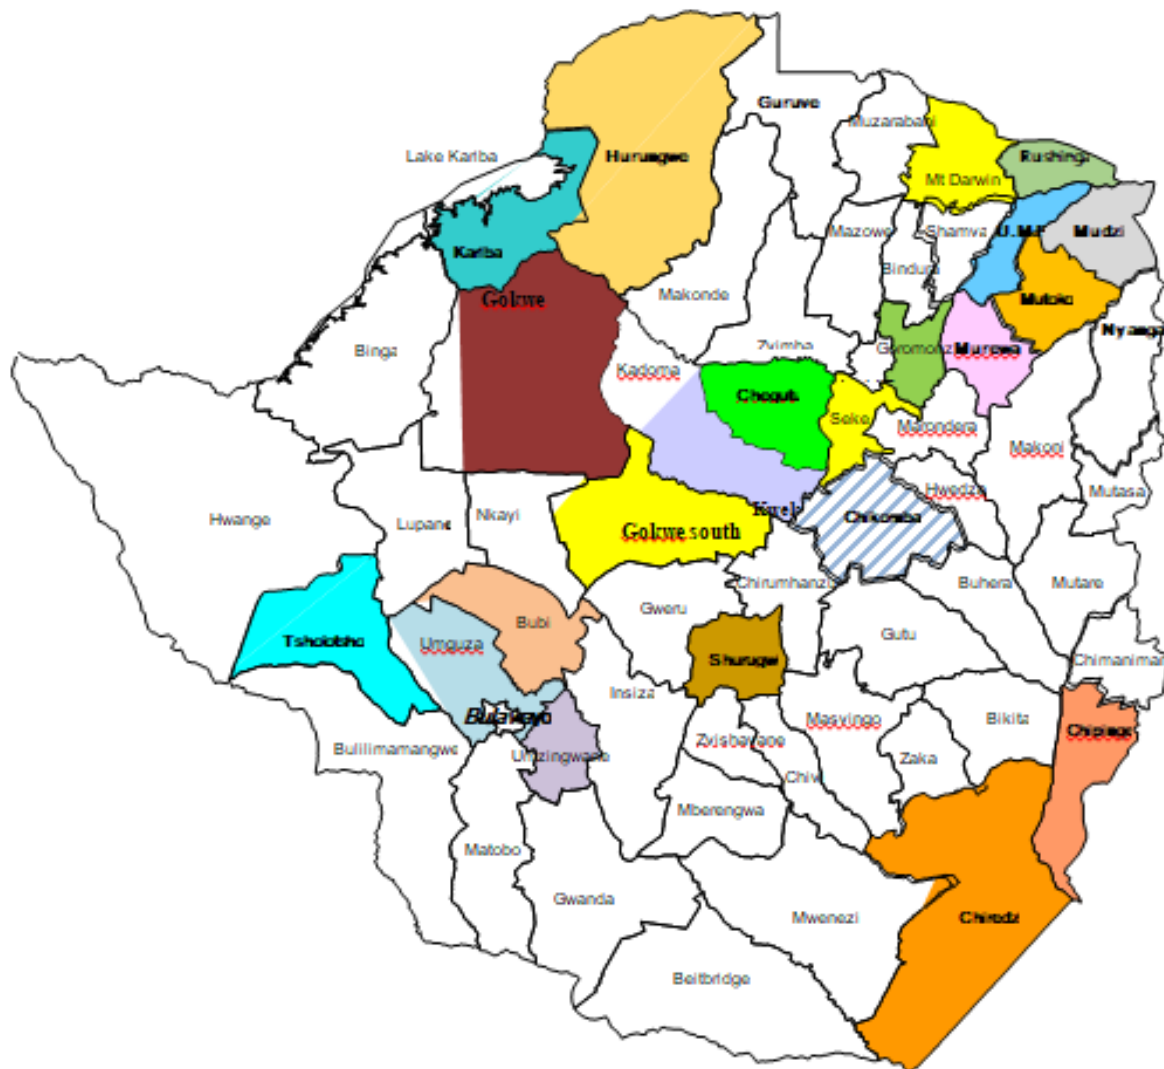 Guruve
Muzarabani
Lake Kariba
Hurungwe
Rushinga
Mt Darwin
Mazowe
Shamva
U.M.P
Mudzi
Kariba
Bindura
Gokwe
Makonde
Mutoko
Nyanga
Binga
Zvimba
Goromonzi
Murewa
Kadoma
Chegutu
Seke
Marondera
Makoni
Hwedza
Mutasa
Hwange
Lupane
Nkayi
Chikomba
Gokwe south
Chirumhanzu
Buhera
Mutare
Gweru
Bubi
Gutu
Tsholotsho
Umguza
Shurugwi
Chimaniman
Insiza
Bulawayo
Masvingo
Bikita
Chipinge
Bulilimamangwe
Umzingwane
Zvishavane
Zaka
Chivi
Mberengwa
Matobo
Gwanda
Mwenezi
Chiredzi
Beitbridge